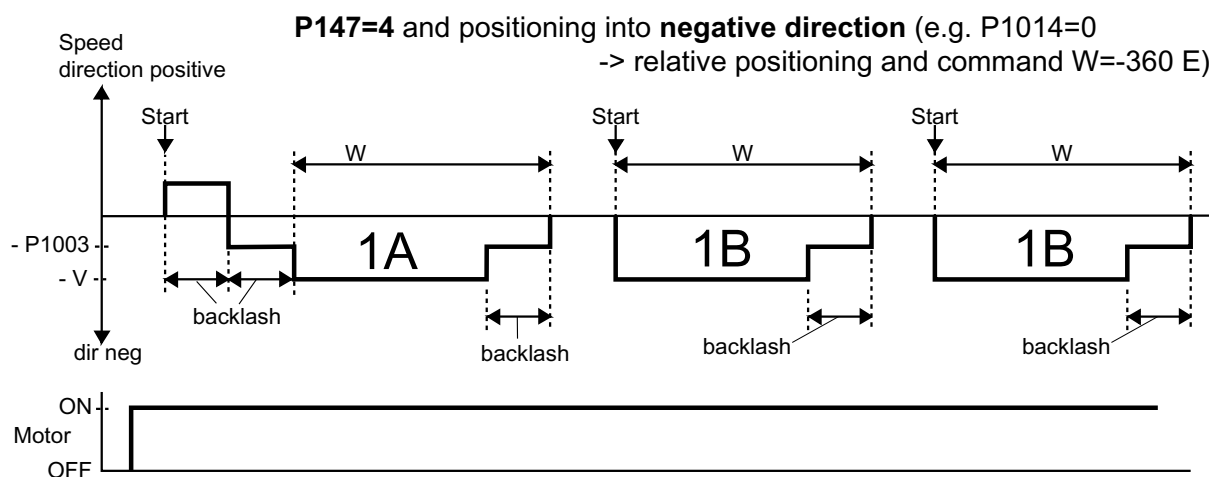 P147=4 and positioning into negative direction (e.g. P1014=0
-> relative positioning and command W=-360 E)
Speed
direction positive
Start
Start
Start
W
W
W
- P1003
1A
1B
1B
- V
backlash
backlash
backlash
backlash
dir neg
ON
Motor
OFF